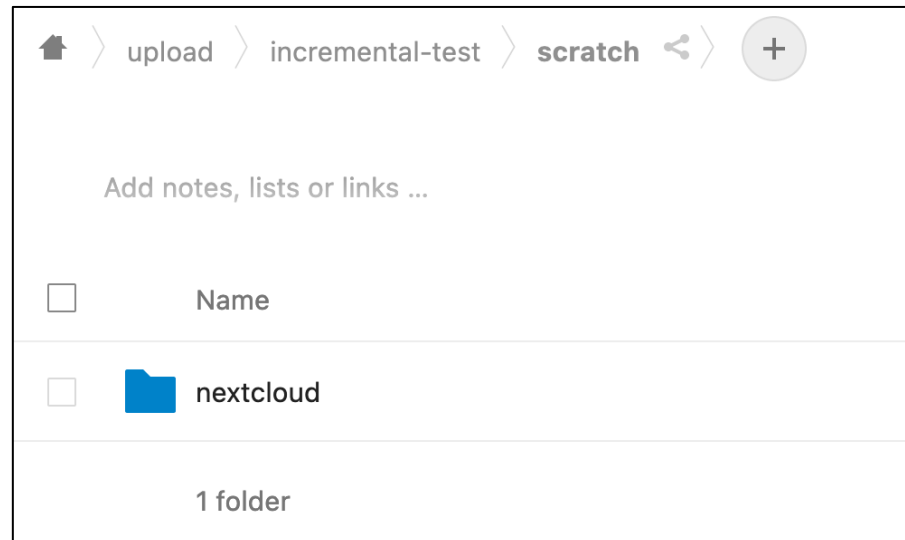 upload incremental-test scratch +
Add notes, lists or links ...
Name
nextcloud
1 folder